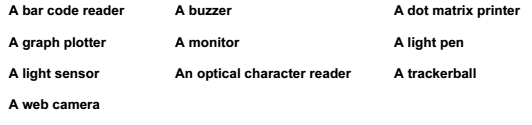 A bar code reader A buzzer A dot matrix printer
A graph plotter A monitor A light pen
A light sensor An optical character reader A trackerball
A web camera